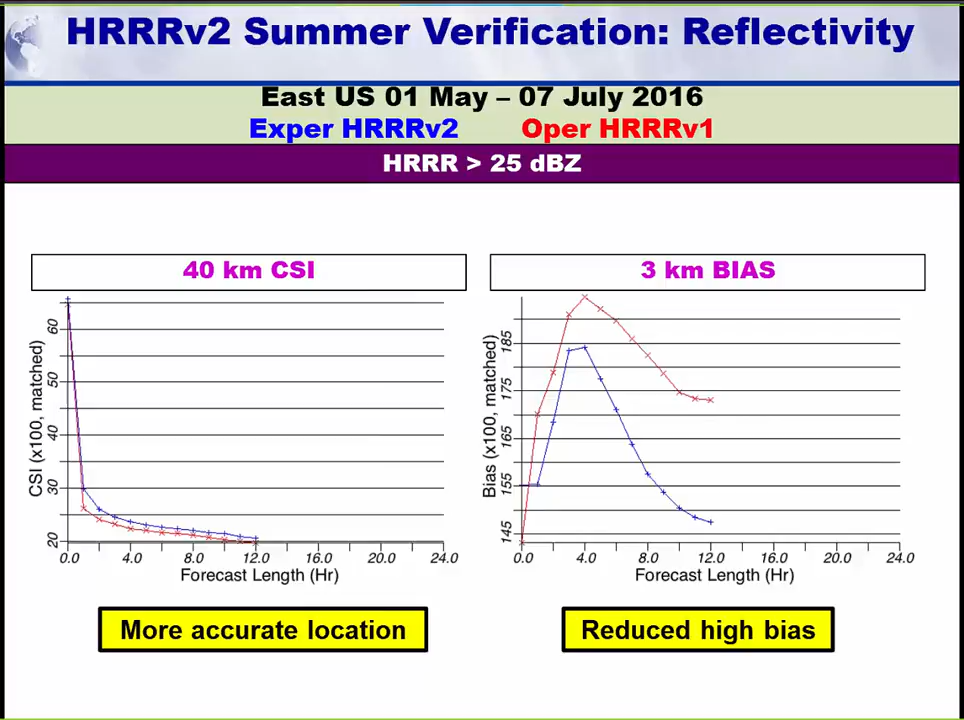 HRRRv2 Summer Verification: Reflectivity
East US 01 May – 07 July 2016
Exper HRRRv2 Oper HRRRv1
HRRR > 25 dBZ
40 km CSI
60
50
40
30
20
CSI (x100, matched)
0.0 4.0 8.0 12.0 16.0 20.0 24.0
Forecast Length (Hr)
More accurate location
3 km BIAS
185
175
165
155
145
Bias (x100, matched)
0.0 4.0 8.0 12.0 16.0 20.0 24.0
Forecast Length (Hr)
Reduced high bias